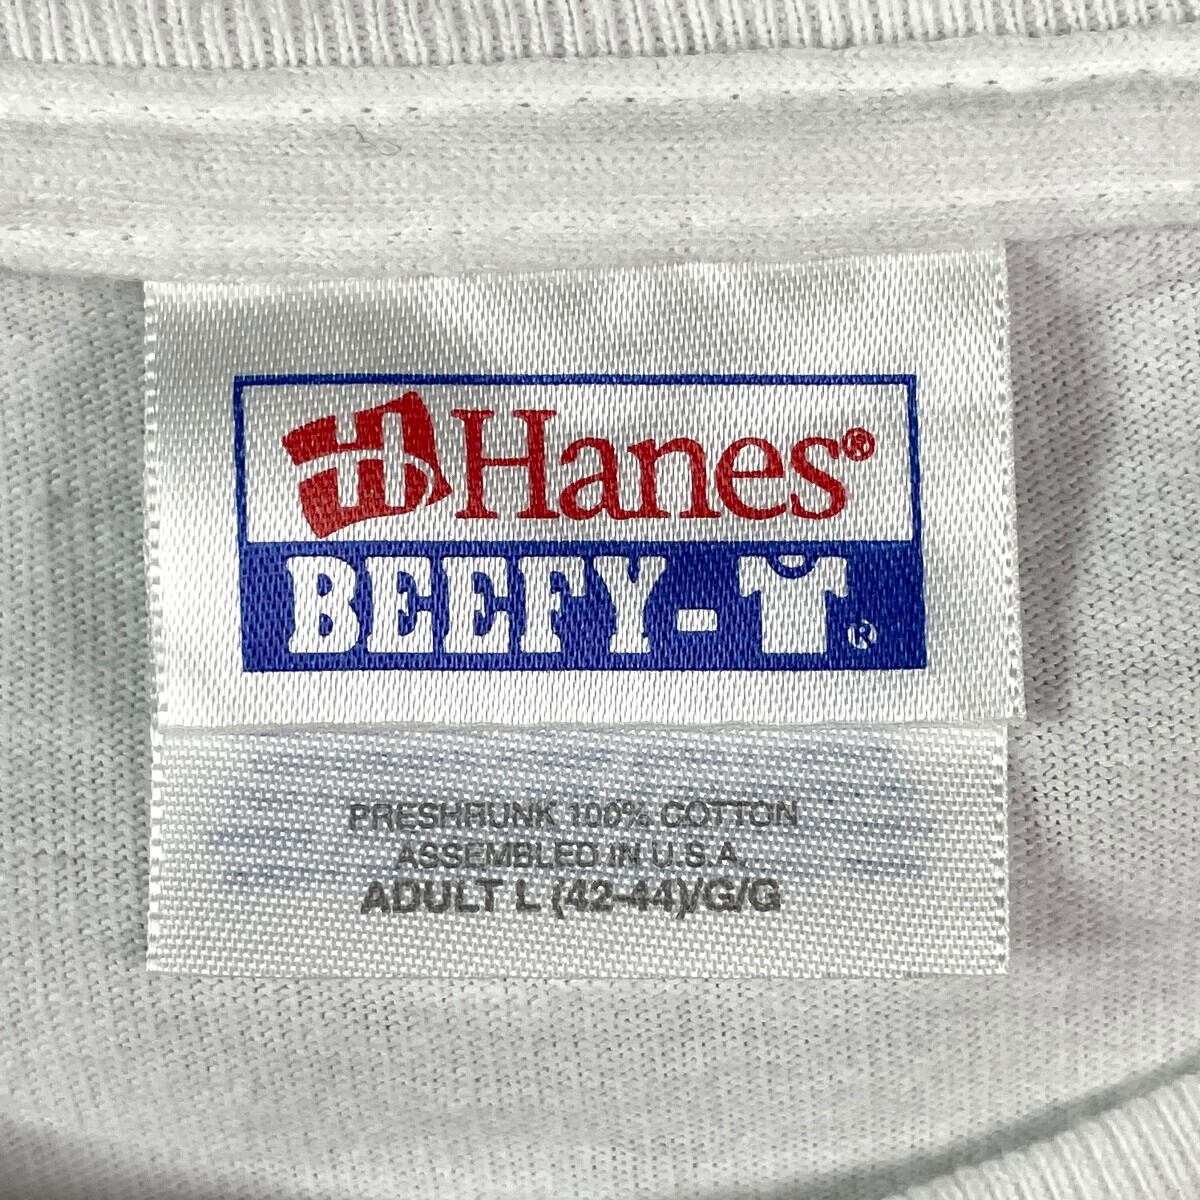 Hanes®
BEEFY-T®
PRESHRUNK 100% COTTON
ASSEMBLED IN U.S.A.
ADULT L (42-44)/G/G